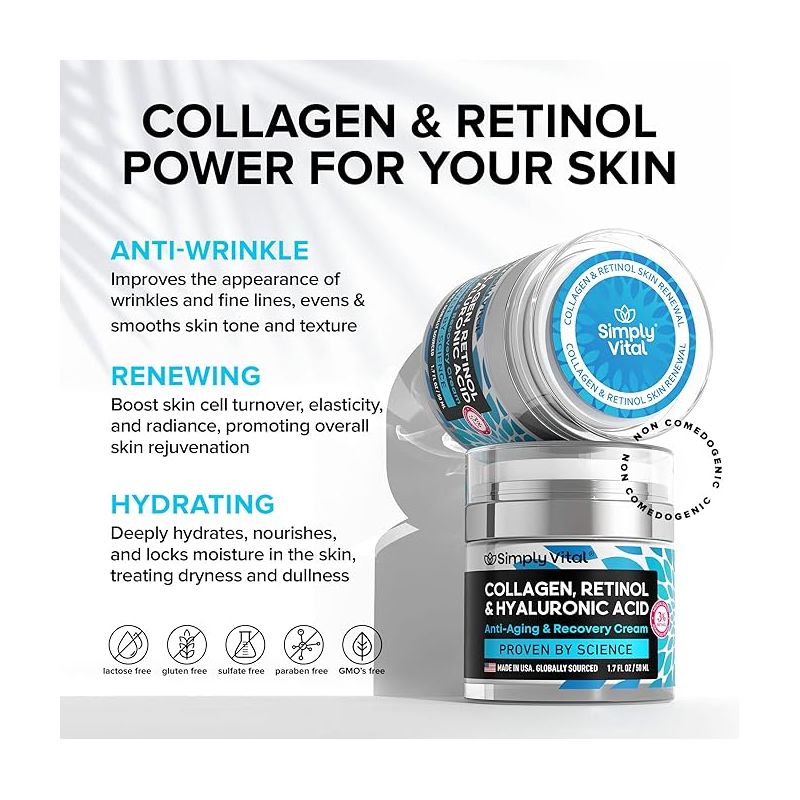 COLLAGEN & RETINOL
POWER FOR YOUR SKIN
ANTI-WRINKLE
Improves the appearance of
wrinkles and fine lines, evens &
smooths skin tone and texture
RENEWING
Boost skin cell turnover, elasticity,
and radiance, promoting overall
skin rejuvenation
HYDRATING
Deeply hydrates, nourishes,
and locks moisture in the skin,
treating dryness and dullness
lactose free
gluten free
sulfate free
paraben free
GMO's free
COLLAGEN & RETINOL SKIN RENEWAL
Simply®
Vital
COLLAGEN & RETINOL SKIN RENEWAL
NON COMEDOGENIC
NON COMEDOGENIC
Simply Vital®
COLLAGEN, RETINOL
& HYALURONIC ACID
Anti-Aging & Recovery Cream
PROVEN BY SCIENCE
MADE IN USA. GLOBALLY SOURCED
1.7 FL OZ / 50 ML
3%